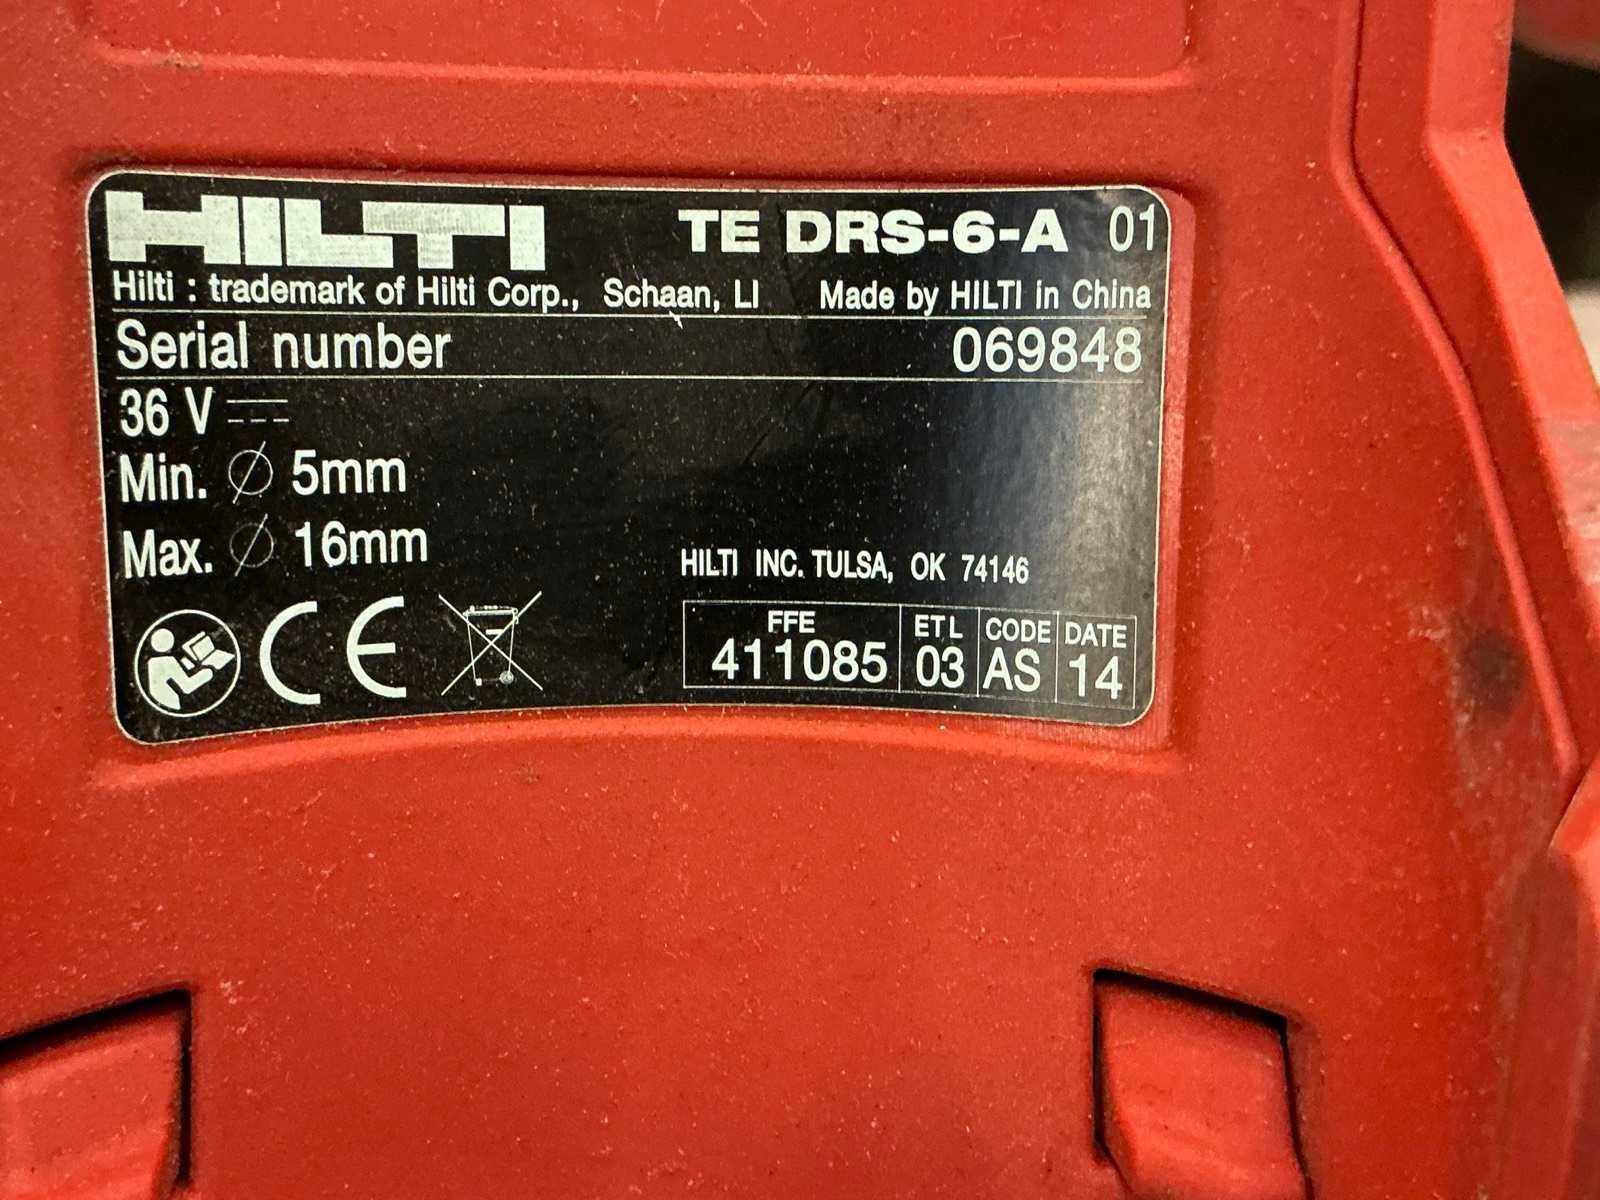 HILTI TE DRS-6-A 01
Hilti : trademark of Hilti Corp., Schaan, LI Made by HILTI in China
Serial number 069848
36 V
Min. ∅ 5mm
Max. ∅ 16mm
HILTI INC. TULSA, OK 74146
FFE ETL CODE DATE
411085 03 AS 14
CE